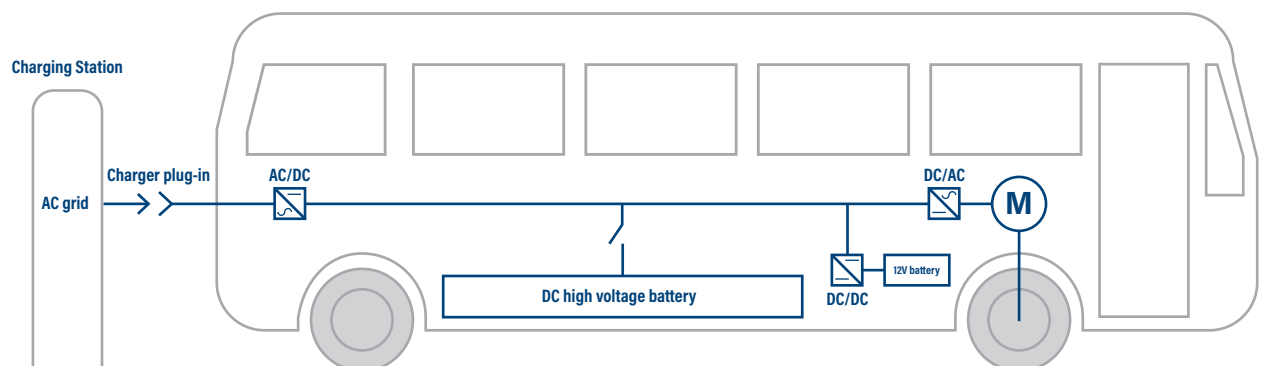 Charging Station
Charger plug-in
AC grid
AC/DC
DC/AC
M
DC high voltage battery
12V battery
DC/DC